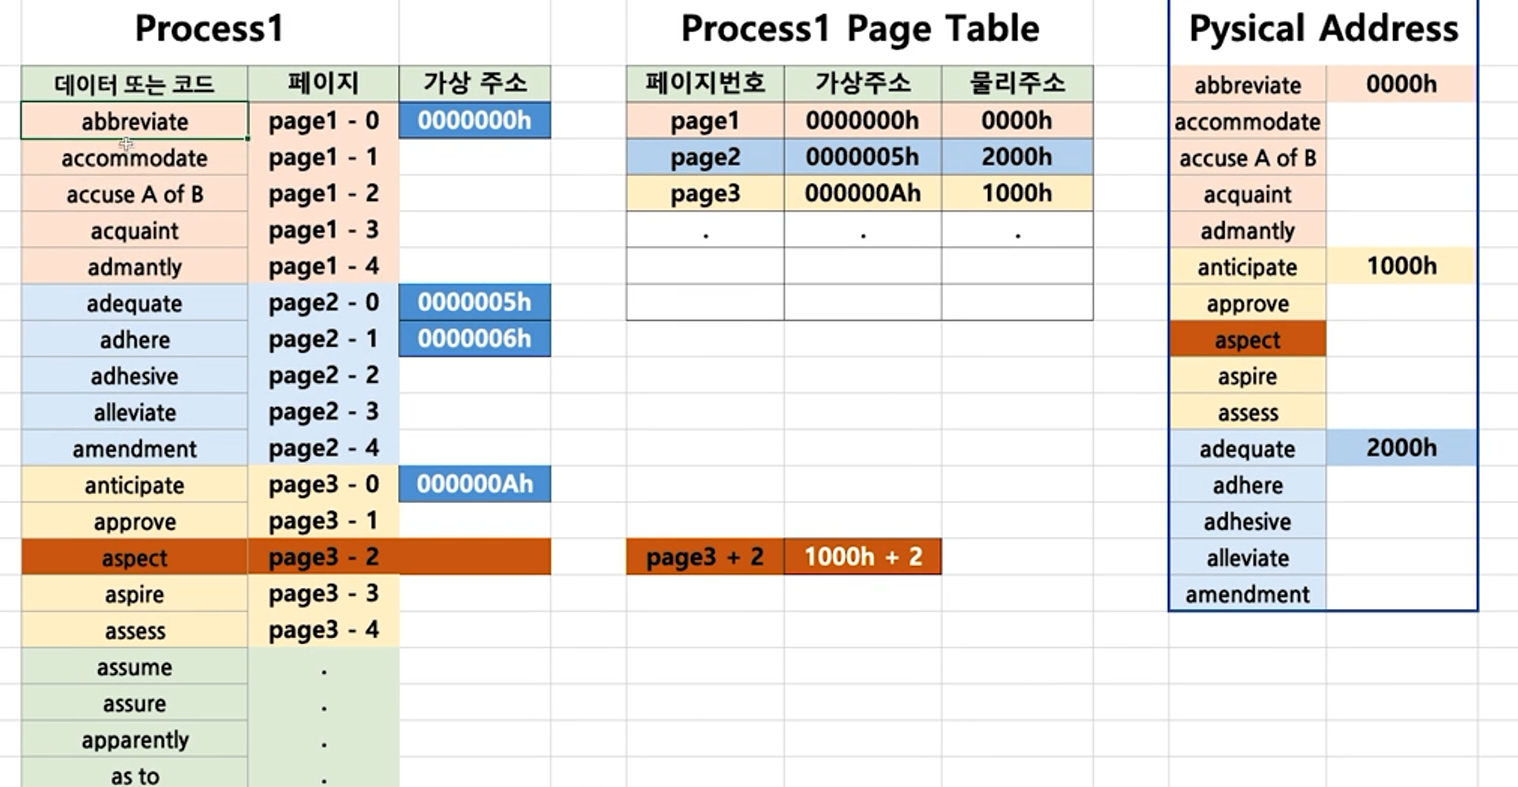 Process1 Process1 Page Table Pysical Address
데이터 또는 코드 페이지 가상 주소 페이지번호 가상주소 물리주소 abbreviate 0000h
abbreviate page1 - 0 0000000h page1 0000000h 0000h accommodate
accommodate page1 - 1 page2 0000005h 2000h accuse A of B
accuse A of B page1 - 2 page3 000000Ah 1000h acquaint
acquaint page1 - 3 . . . admantly
admantly page1 - 4 anticipate 1000h
adequate page2 - 0 0000005h approve
adhere page2 - 1 0000006h aspect
adhesive page2 - 2 aspire
alleviate page2 - 3 assess
amendment page2 - 4 adequate 2000h
anticipate page3 - 0 000000Ah adhere
approve page3 - 1 adhesive
aspect page3 - 2 page3 + 2 1000h + 2 alleviate
aspire page3 - 3 amendment
assess page3 - 4
assume .
assure .
apparently .
as to .